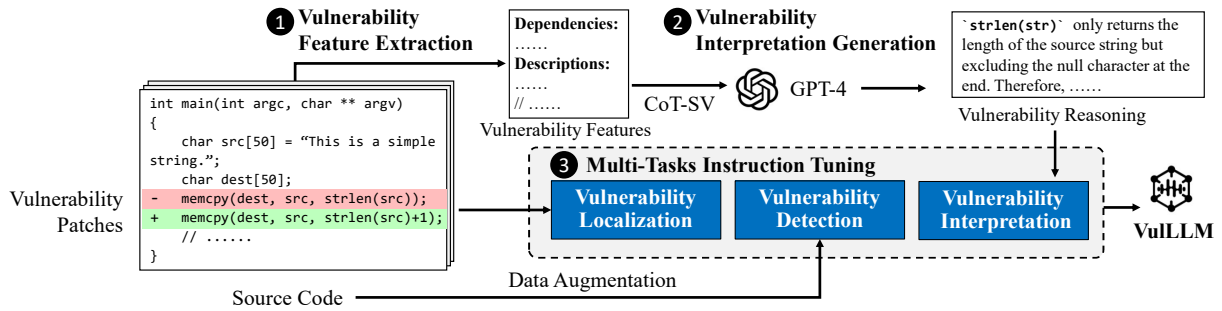 1 Vulnerability
Feature Extraction
Dependencies:
……
Descriptions:
……
// ……
Vulnerability Features
CoT-SV
2 Vulnerability
Interpretation Generation
GPT-4
`strlen(str)` only returns the
length of the source string but
excluding the null character at the
end. Therefore, ……
Vulnerability Reasoning
Vulnerability
Patches
int main(int argc, char ** argv)
{
char src[50] = “This is a simple
string.”;
char dest[50];
- memcpy(dest, src, strlen(src));
+ memcpy(dest, src, strlen(src)+1);
// ……
}
3 Multi-Tasks Instruction Tuning
Vulnerability
Localization
Vulnerability
Detection
Vulnerability
Interpretation
VulLLM
Data Augmentation
Source Code